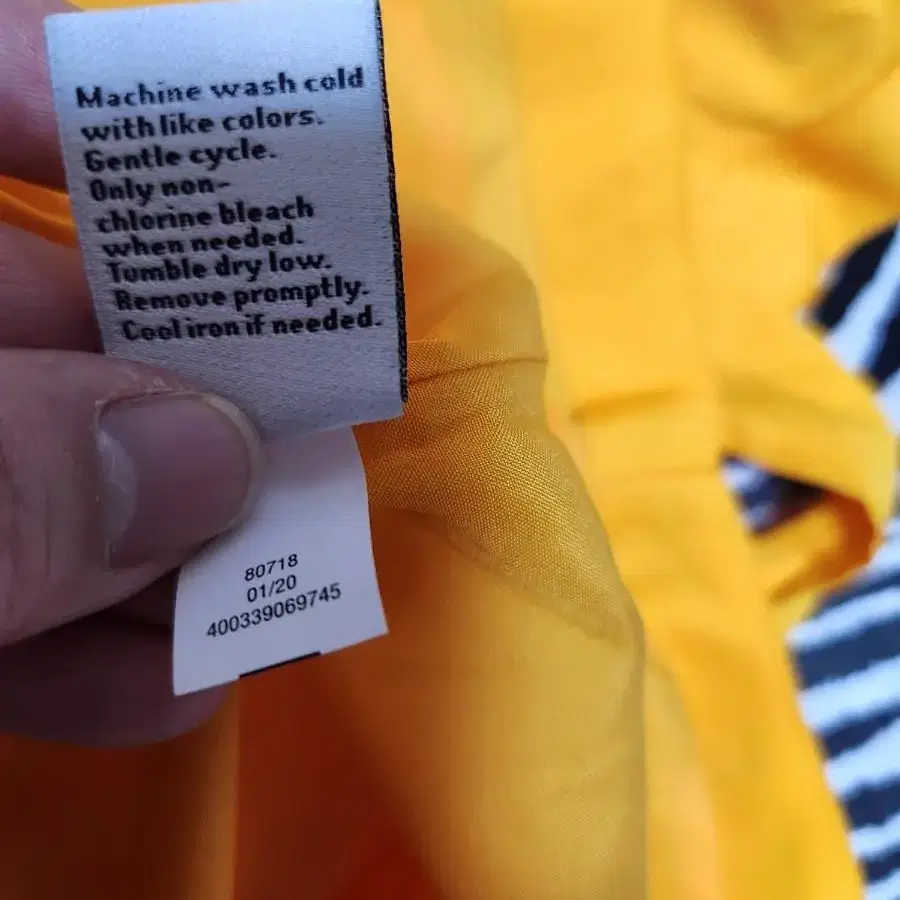 Machine wash cold
with like colors.
Gentle cycle.
Only non-
chlorine bleach
when needed.
Tumble dry low.
Remove promptly.
Cool iron if needed.
80718
01/20
400339069745